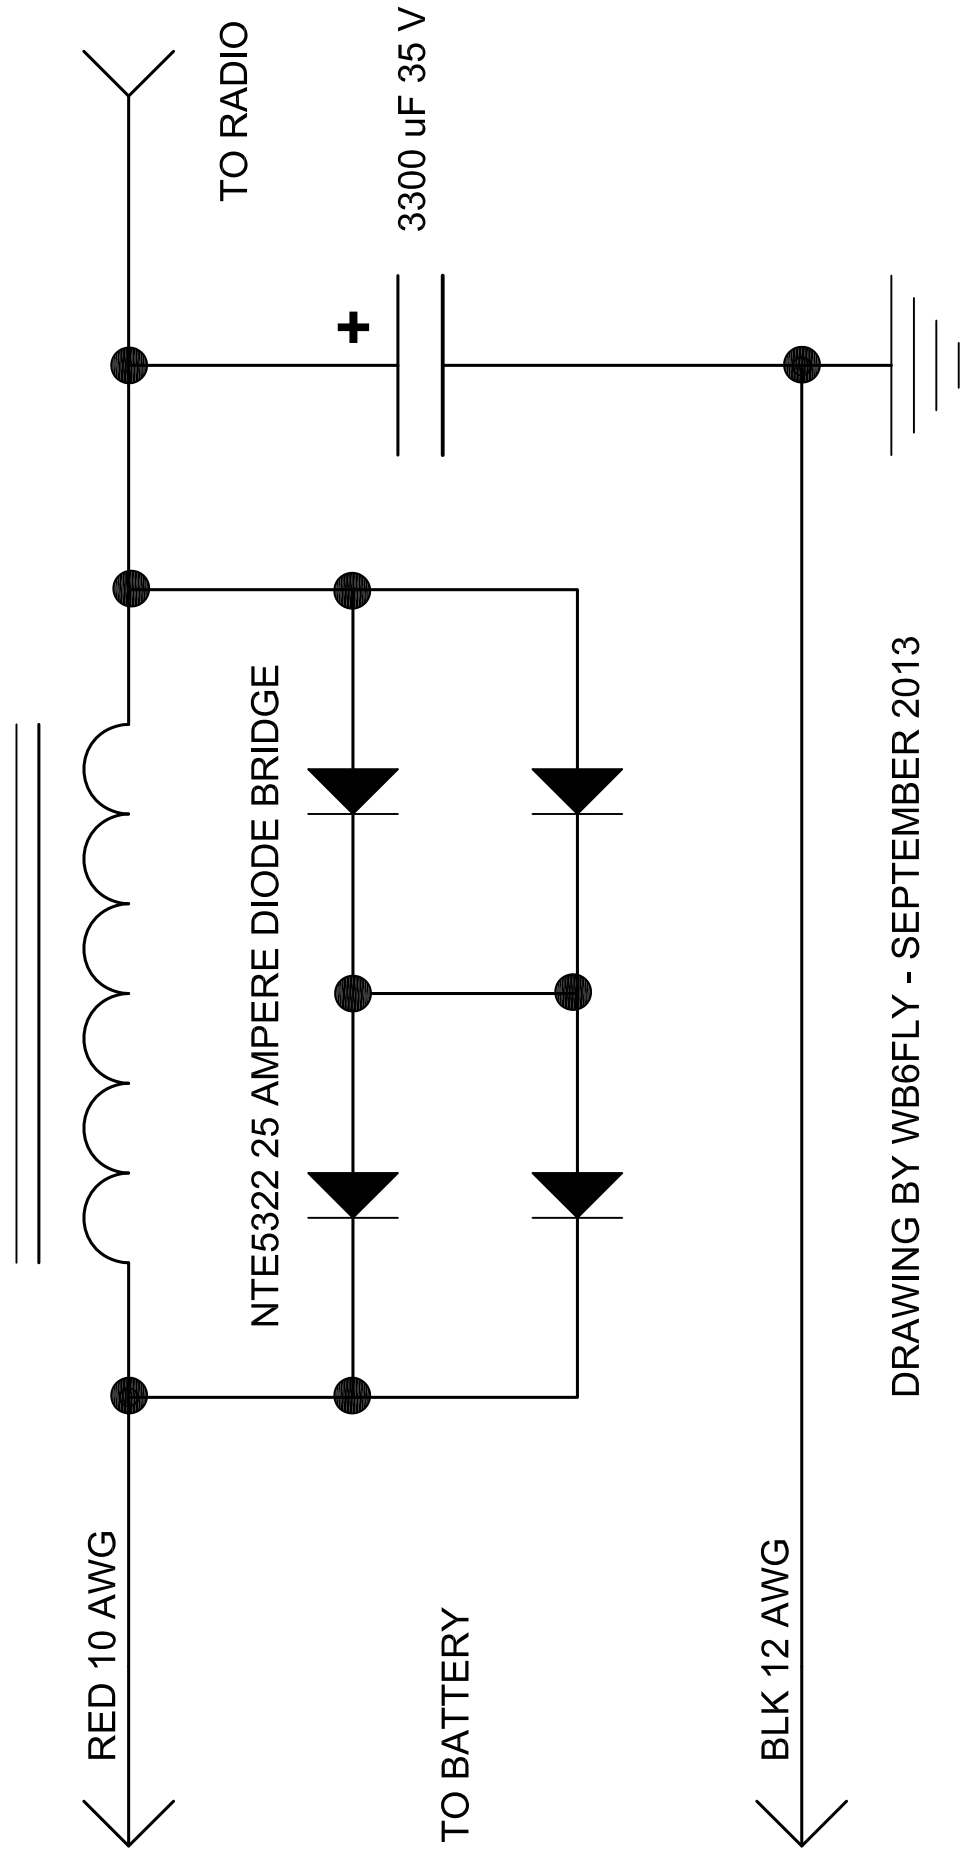 RED 10 AWG
NTE5322 25 AMPERE DIODE BRIDGE
TO RADIO
+
3300 uF 35 V
TO BATTERY
BLK 12 AWG
DRAWING BY WB6FLY - SEPTEMBER 2013